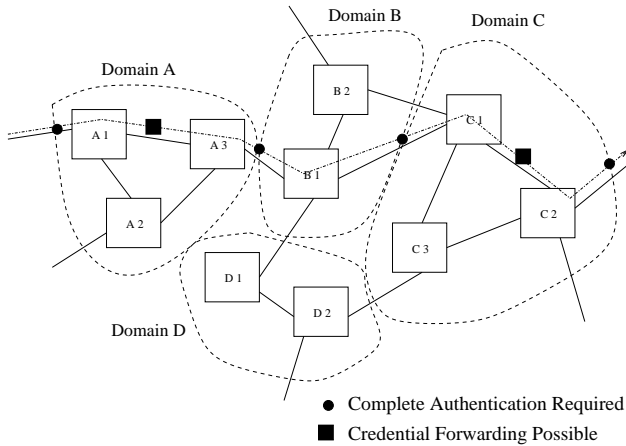 Domain B
Domain C
Domain A
B 2
C 1
A 1
A 3
B 1
A 2
C 2
C 3
D 1
D 2
Domain D
Complete Authentication Required
Credential Forwarding Possible